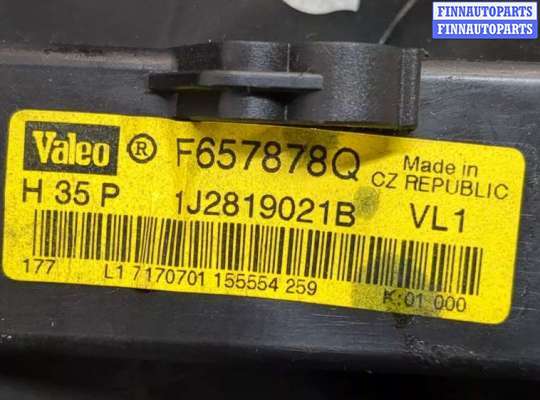 FINNAUTOPARTS
FINNAUTOPARTS
Valeo ® F657878Q Made in
CZ REPUBLIC
H 35 P 1J2819021B VL1
177 L1 7170701 155554 259 K 01 000